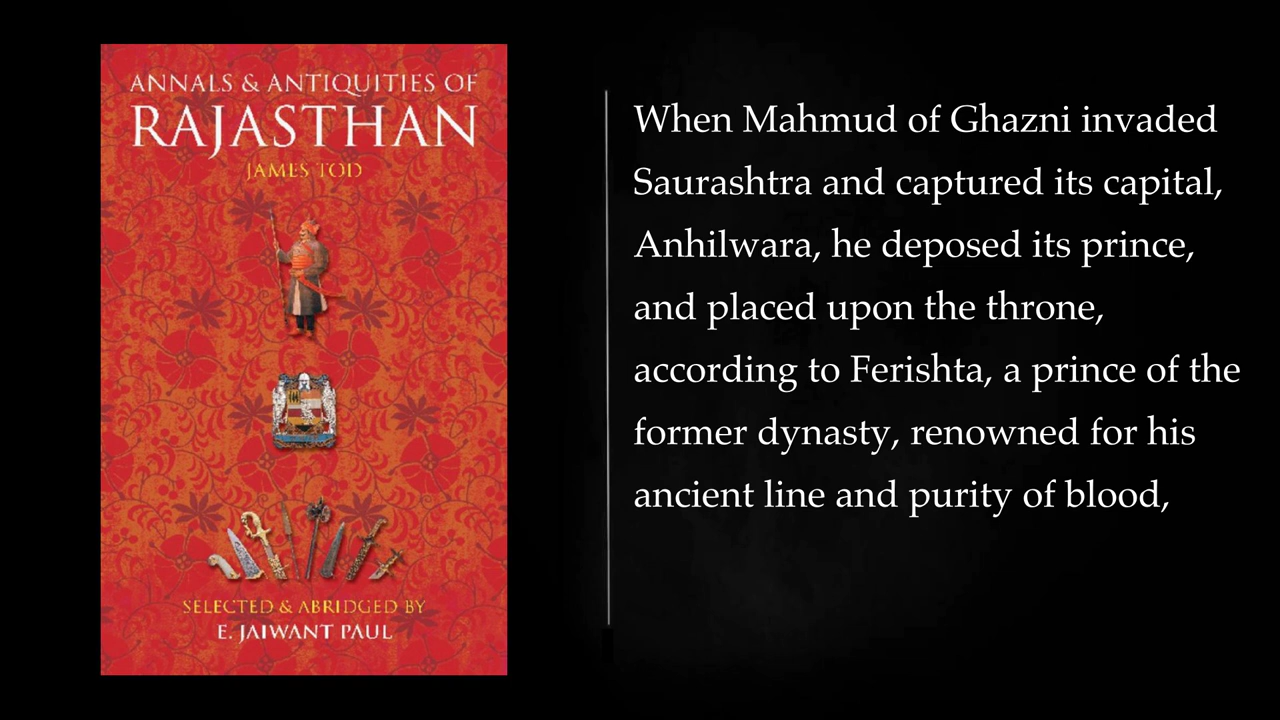 ANNALS & ANTIQUITIES OF
RAJASTHAN
JAMES TOD
SELECTED & ABRIDGED BY
E. JAIWANT PAUL
When Mahmud of Ghazni invaded
Saurashtra and captured its capital,
Anhilwara, he deposed its prince,
and placed upon the throne,
according to Ferishta, a prince of the
former dynasty, renowned for his
ancient line and purity of blood,